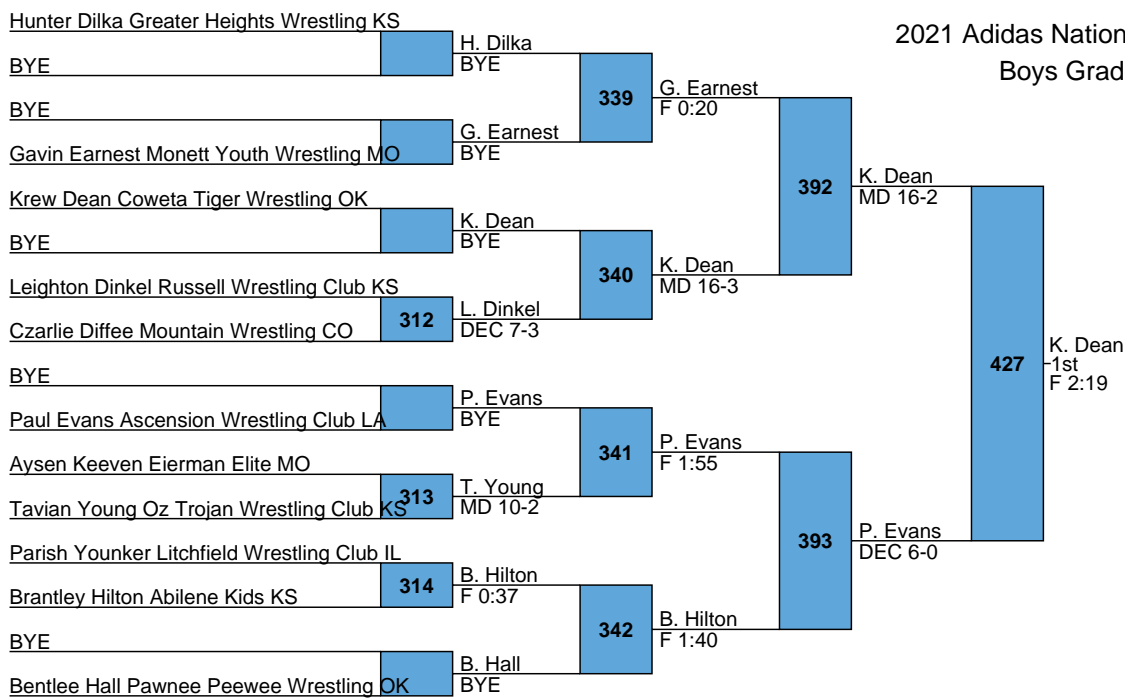 Hunter Dilka Greater Heights Wrestling KS
BYE
BYE
Gavin Earnest Monett Youth Wrestling MO
Krew Dean Coweta Tiger Wrestling OK
BYE
Leighton Dinkel Russell Wrestling Club KS
Czarlie Diffee Mountain Wrestling CO
BYE
Paul Evans Ascension Wrestling Club LA
Aysen Keeven Eierman Elite MO
Tavian Young Oz Trojan Wrestling Club KS
Parish Younker Litchfield Wrestling Club IL
Brantley Hilton Abilene Kids KS
BYE
Bentlee Hall Pawnee Peewee Wrestling OK
312
313
314
H. Dilka
BYE
G. Earnest
BYE
K. Dean
BYE
L. Dinkel
DEC 7-3
P. Evans
BYE
T. Young
MD 10-2
B. Hilton
F 0:37
B. Hall
BYE
339
340
341
342
G. Earnest
F 0:20
K. Dean
MD 16-3
P. Evans
F 1:55
B. Hilton
F 1:40
392
393
K. Dean
MD 16-2
P. Evans
DEC 6-0
427
K. Dean
1st
F 2:19
2021 Adidas Nation
Boys Grad